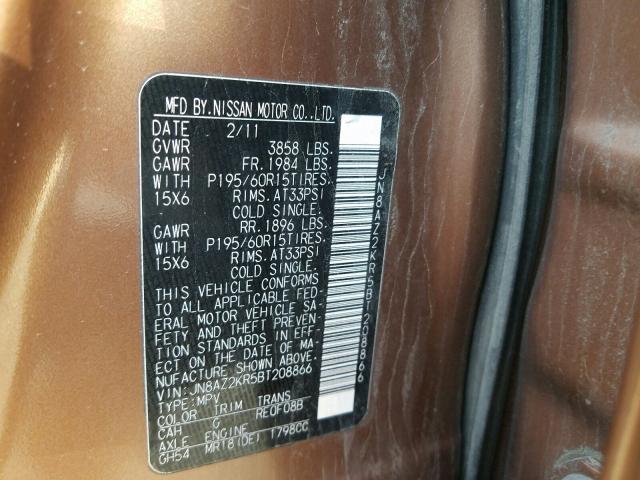 MFD BY.NISSAN MOTOR CO.,LTD.
DATE 2/11
GVWR 3858 LBS.
GAWR FR. 1984 LBS.
WITH P195/60R15TIRES.
15X6 RIMS. AT33PSI
COLD SINGLE.
GAWR RR. 1896 LBS.
WITH P195/60R15TIRES.
15X6 RIMS. AT33PSI
COLD SINGLE.
THIS VEHICLE CONFORMS
TO ALL APPLICABLE FED-
ERAL MOTOR VEHICLE SA-
FETY AND THEFT PREVEN-
TION STANDARDS IN EFF-
ECT ON THE DATE OF MA-
NUFACTURE SHOWN ABOVE.
VIN: JN8AZ2KR5BT208866
TYPE: MPV
COLOR TRIM TRANS
CAH G RE0F08B
AXLE ENGINE
GH54 MR18(DE) 1798CC
JN8AZ2KR5BT208866